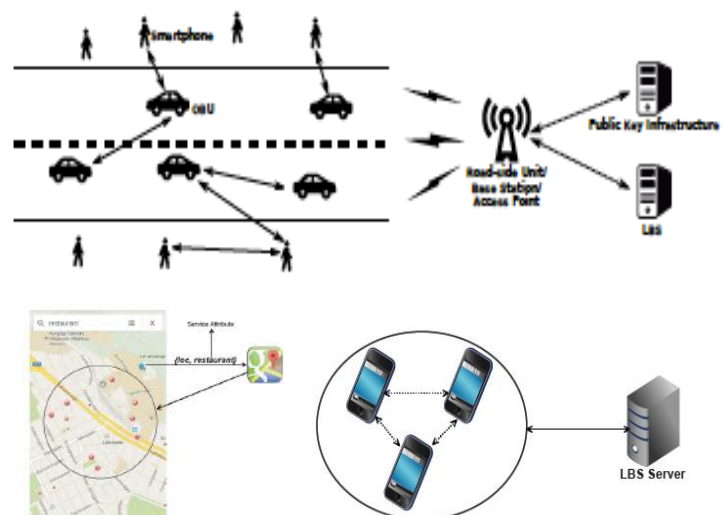 Smartphone
OBU
Public Key Infrastructure
Road-side Unit/
Base Station/
Access Point
LBS
restaurant
X
Service Attribute
{loc, restaurant}
LBS Server